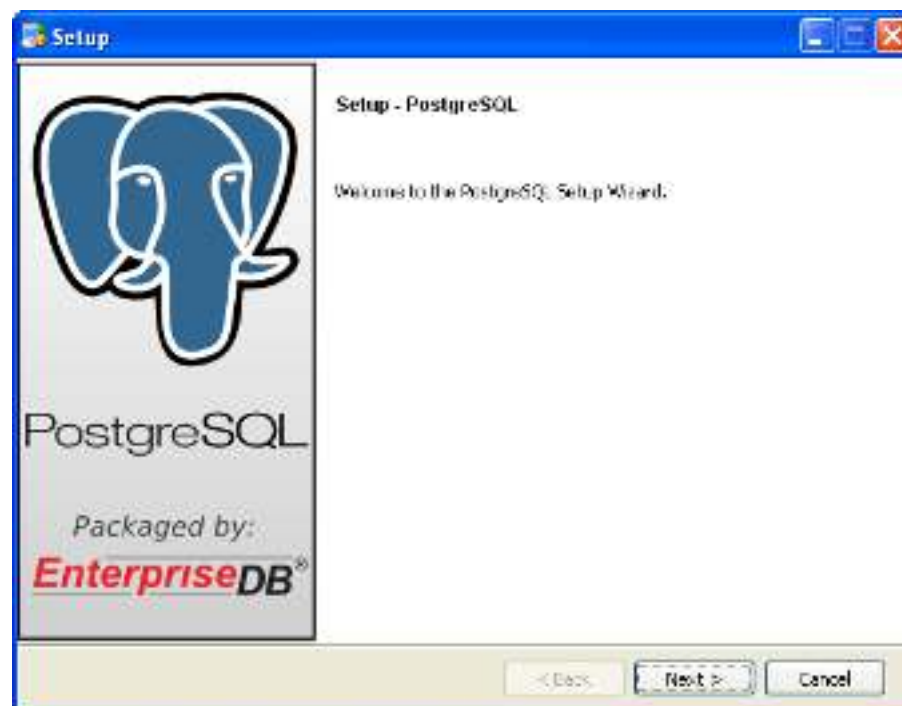 Setup
Setup - PostgreSQL
Welcome to the PostgreSQL Setup Wizard.
PostgreSQL
Packaged by:
EnterpriseDB®
< Back
Next >
Cancel